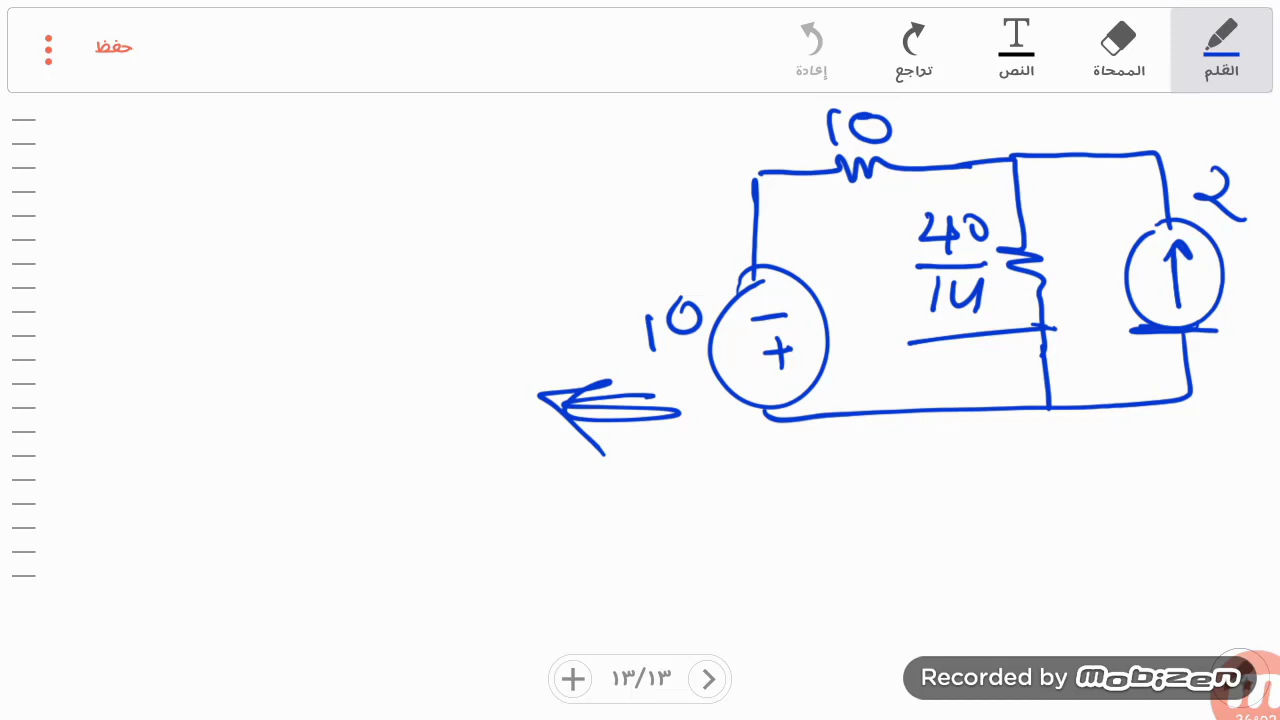 حفظ
إعادة
تراجع
النص
الممحاة
القلم
10
2
40
14
10
−
+
١٣/١٣
Recorded by mobizen